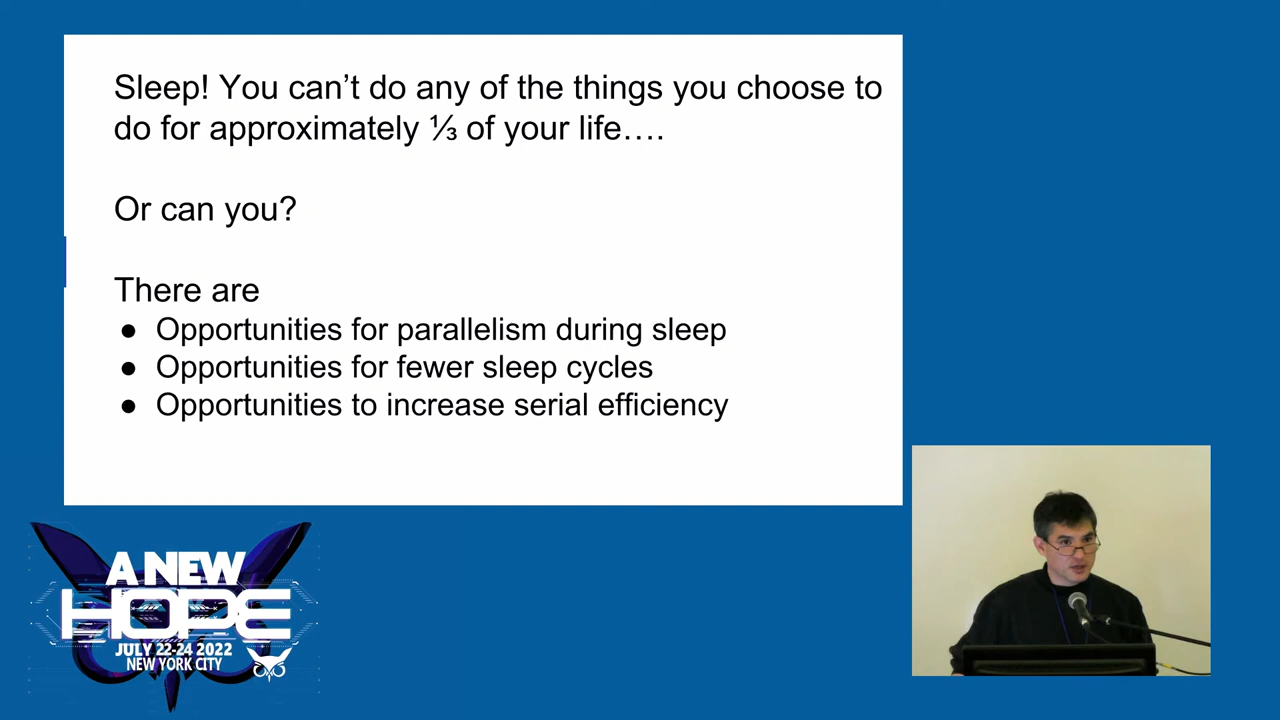 Sleep! You can’t do any of the things you choose to
do for approximately ⅓ of your life….
Or can you?
There are
● Opportunities for parallelism during sleep
● Opportunities for fewer sleep cycles
● Opportunities to increase serial efficiency
A NEW
HOPE
JULY 22-24 2022
NEW YORK CITY